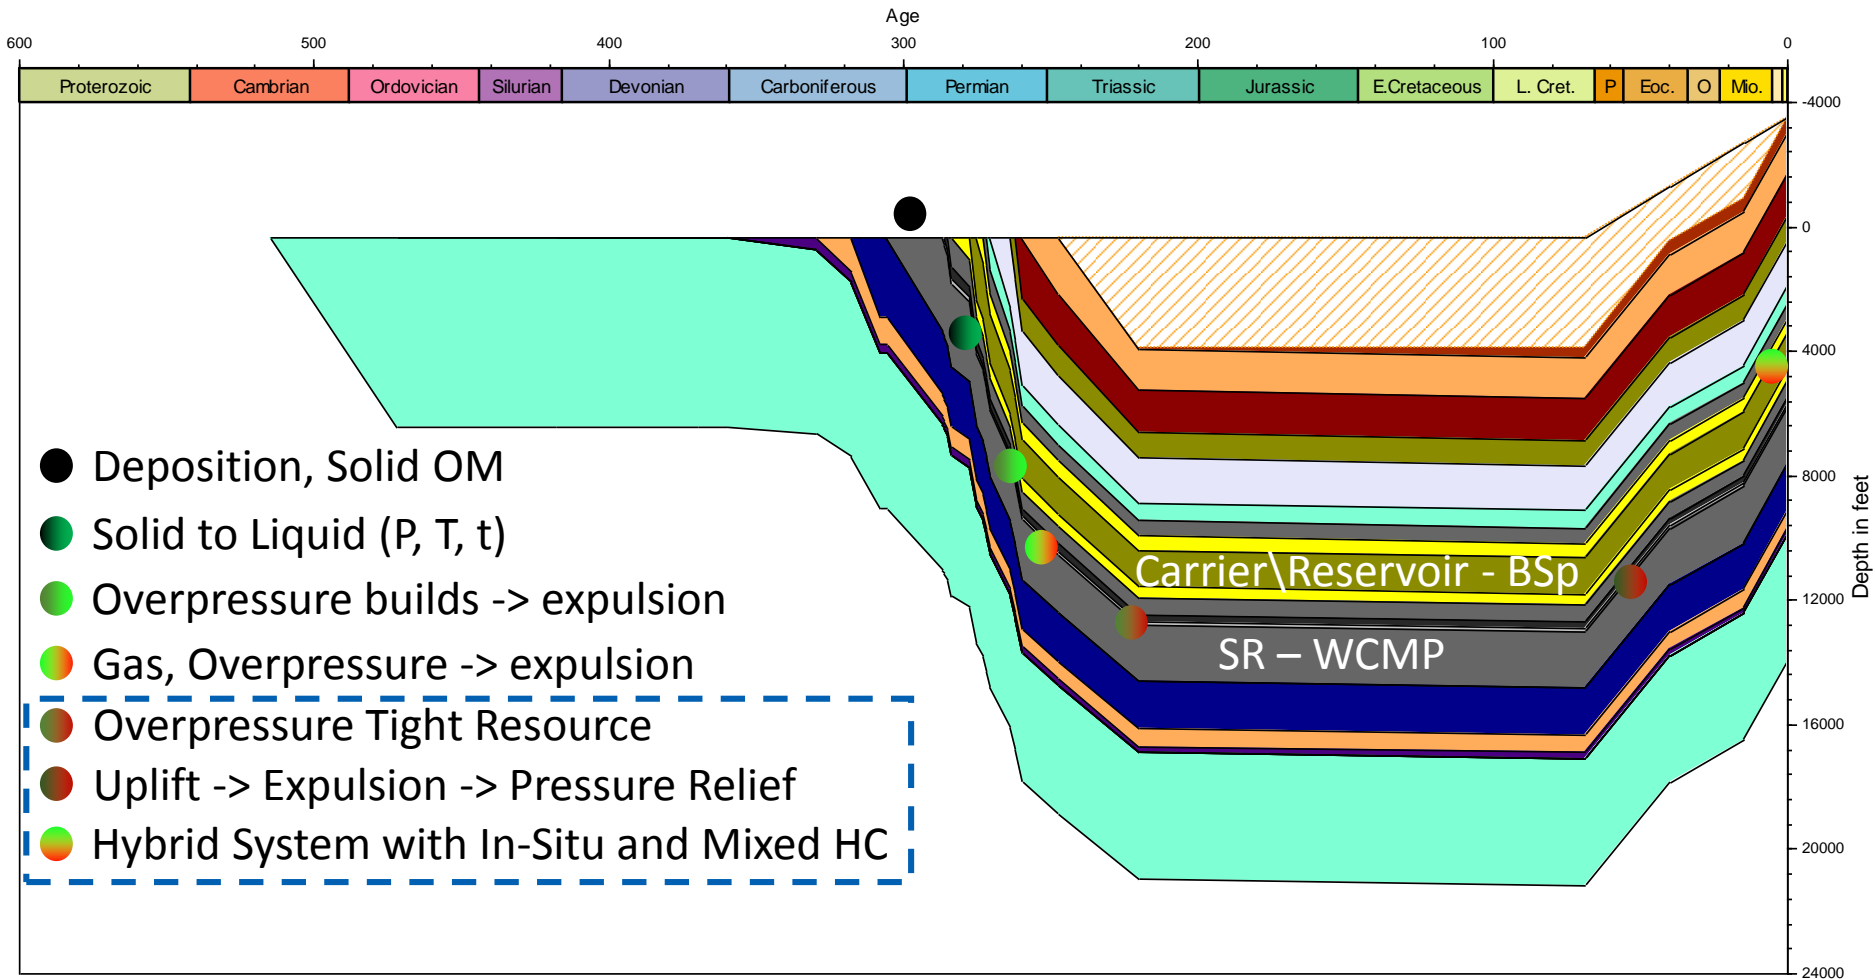 Age
600 500 400 300 200 100 0
Proterozoic Cambrian Ordovician Silurian Devonian Carboniferous Permian Triassic Jurassic E.Cretaceous L. Cret. P Eoc. O Mio.
-4000
0
4000
8000
12000
16000
20000
24000
Depth in feet
Deposition, Solid OM
Solid to Liquid (P, T, t)
Overpressure builds -> expulsion
Gas, Overpressure -> expulsion
Overpressure Tight Resource
Uplift -> Expulsion -> Pressure Relief
Hybrid System with In-Situ and Mixed HC
Carrier\Reservoir - BSp
SR – WCMP